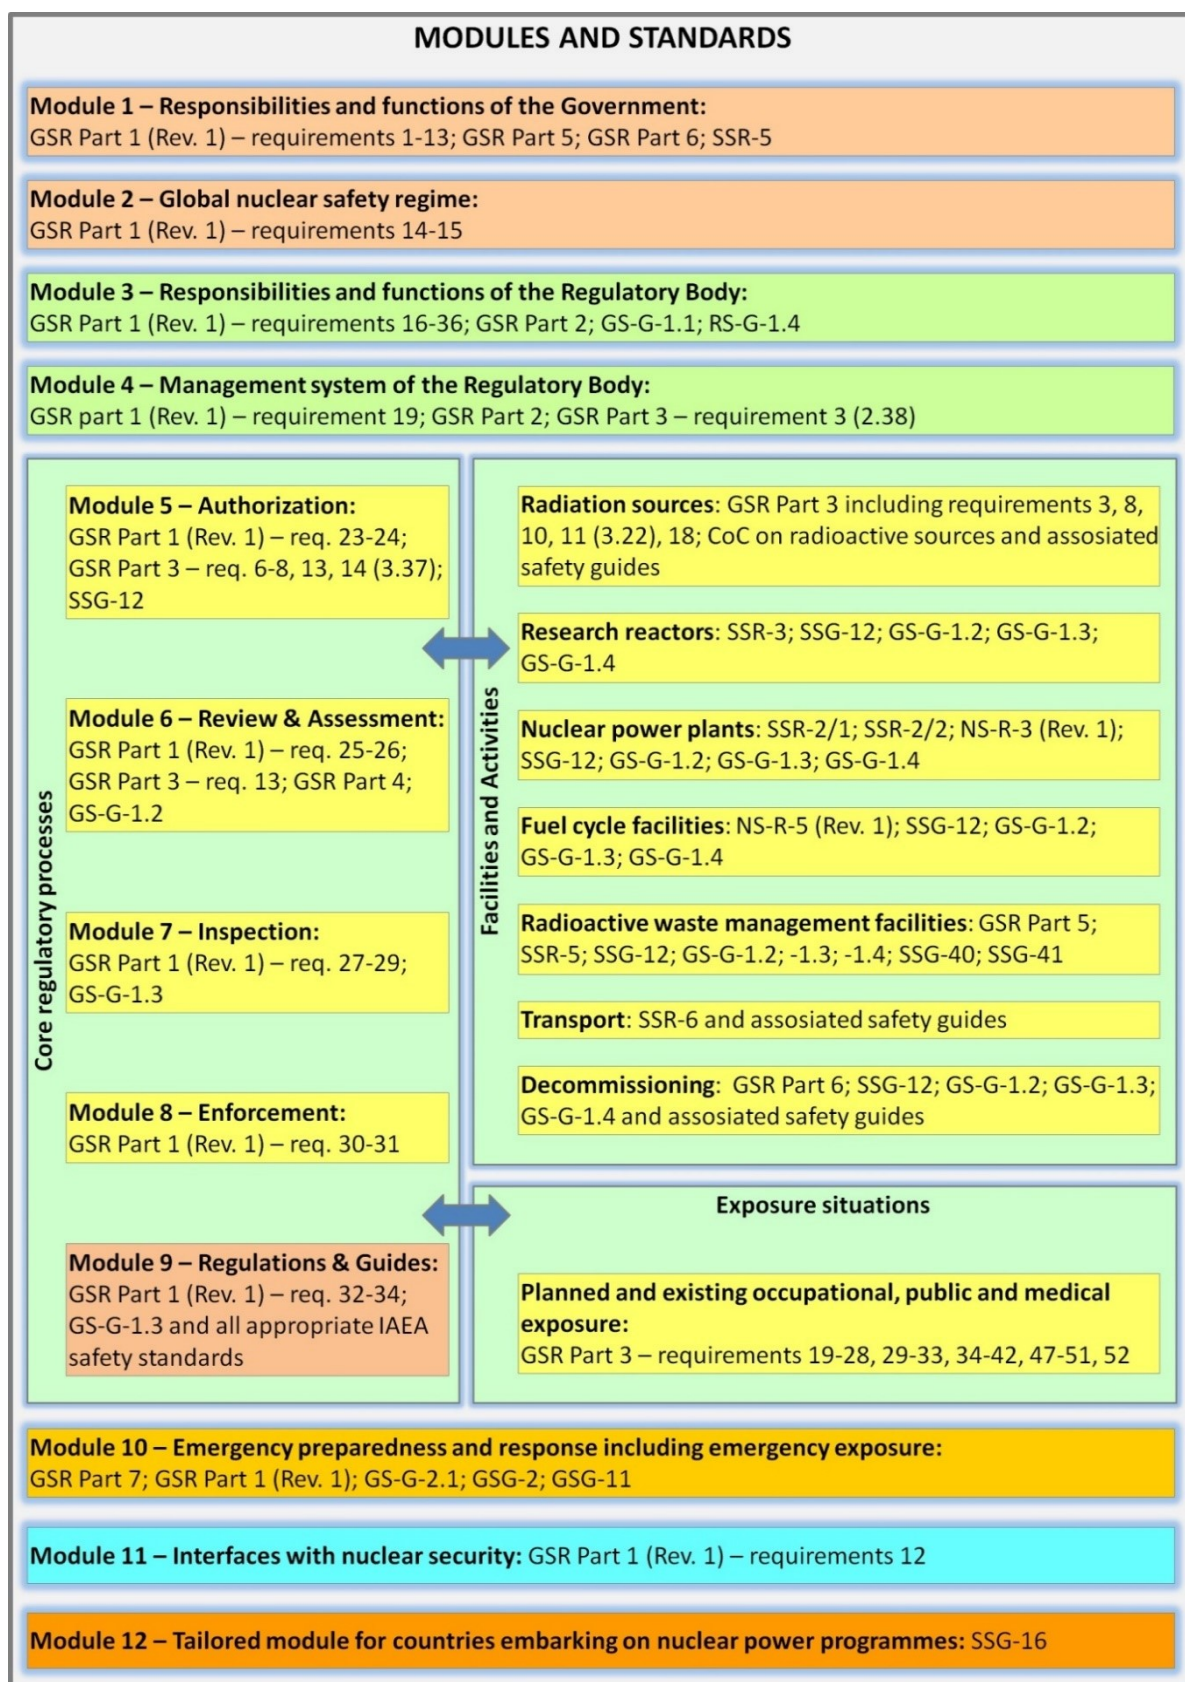 MODULES AND STANDARDS
Module 1 – Responsibilities and functions of the Government:
GSR Part 1 (Rev. 1) – requirements 1-13; GSR Part 5; GSR Part 6; SSR-5
Module 2 – Global nuclear safety regime:
GSR Part 1 (Rev. 1) – requirements 14-15
Module 3 – Responsibilities and functions of the Regulatory Body:
GSR Part 1 (Rev. 1) – requirements 16-36; GSR Part 2; GS-G-1.1; RS-G-1.4
Module 4 – Management system of the Regulatory Body:
GSR part 1 (Rev. 1) – requirement 19; GSR Part 2; GSR Part 3 – requirement 3 (2.38)
Core regulatory processes
Module 5 – Authorization:
GSR Part 1 (Rev. 1) – req. 23-24;
GSR Part 3 – req. 6-8, 13, 14 (3.37);
SSG-12
Module 6 – Review & Assessment:
GSR Part 1 (Rev. 1) – req. 25-26;
GSR Part 3 – req. 13; GSR Part 4;
GS-G-1.2
Module 7 – Inspection:
GSR Part 1 (Rev. 1) – req. 27-29;
GS-G-1.3
Module 8 – Enforcement:
GSR Part 1 (Rev. 1) – req. 30-31
Module 9 – Regulations & Guides:
GSR Part 1 (Rev. 1) – req. 32-34;
GS-G-1.3 and all appropriate IAEA
safety standards
Facilities and Activities
Radiation sources: GSR Part 3 including requirements 3, 8,
10, 11 (3.22), 18; CoC on radioactive sources and assosiated
safety guides
Research reactors: SSR-3; SSG-12; GS-G-1.2; GS-G-1.3;
GS-G-1.4
Nuclear power plants: SSR-2/1; SSR-2/2; NS-R-3 (Rev. 1);
SSG-12; GS-G-1.2; GS-G-1.3; GS-G-1.4
Fuel cycle facilities: NS-R-5 (Rev. 1); SSG-12; GS-G-1.2;
GS-G-1.3; GS-G-1.4
Radioactive waste management facilities: GSR Part 5;
SSR-5; SSG-12; GS-G-1.2; -1.3; -1.4; SSG-40; SSG-41
Transport: SSR-6 and assosiated safety guides
Decommissioning: GSR Part 6; SSG-12; GS-G-1.2; GS-G-1.3;
GS-G-1.4 and assosiated safety guides
Exposure situations
Planned and existing occupational, public and medical
exposure:
GSR Part 3 – requirements 19-28, 29-33, 34-42, 47-51, 52
Module 10 – Emergency preparedness and response including emergency exposure:
GSR Part 7; GSR Part 1 (Rev. 1); GS-G-2.1; GSG-2; GSG-11
Module 11 – Interfaces with nuclear security: GSR Part 1 (Rev. 1) – requirements 12
Module 12 – Tailored module for countries embarking on nuclear power programmes: SSG-16